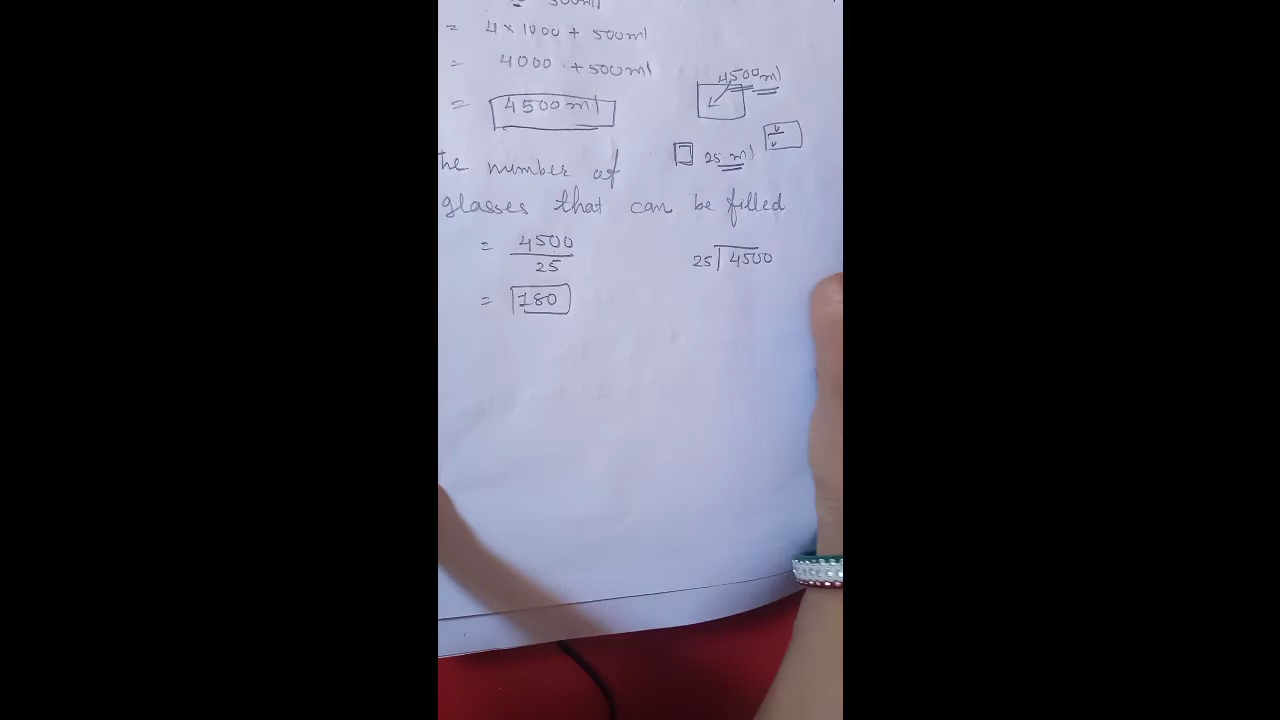 500ml
= 4 × 1000 + 500ml
= 4000 + 500ml
= 4500ml
4500ml
25 ml
the number of
glasses that can be filled
= 4500
25
= 180
25 4500